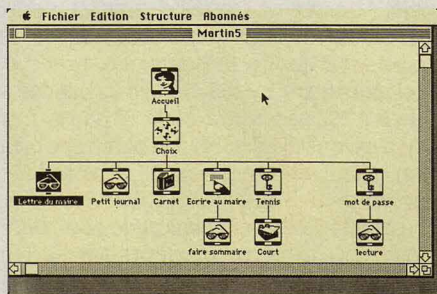 Fichier Edition Structure Abonnés
Martin5
Accueil
Choix
Lettre du maire Petit journal Carnet Ecrire au maire Tennis mot de passe
faire sommaire Court lecture